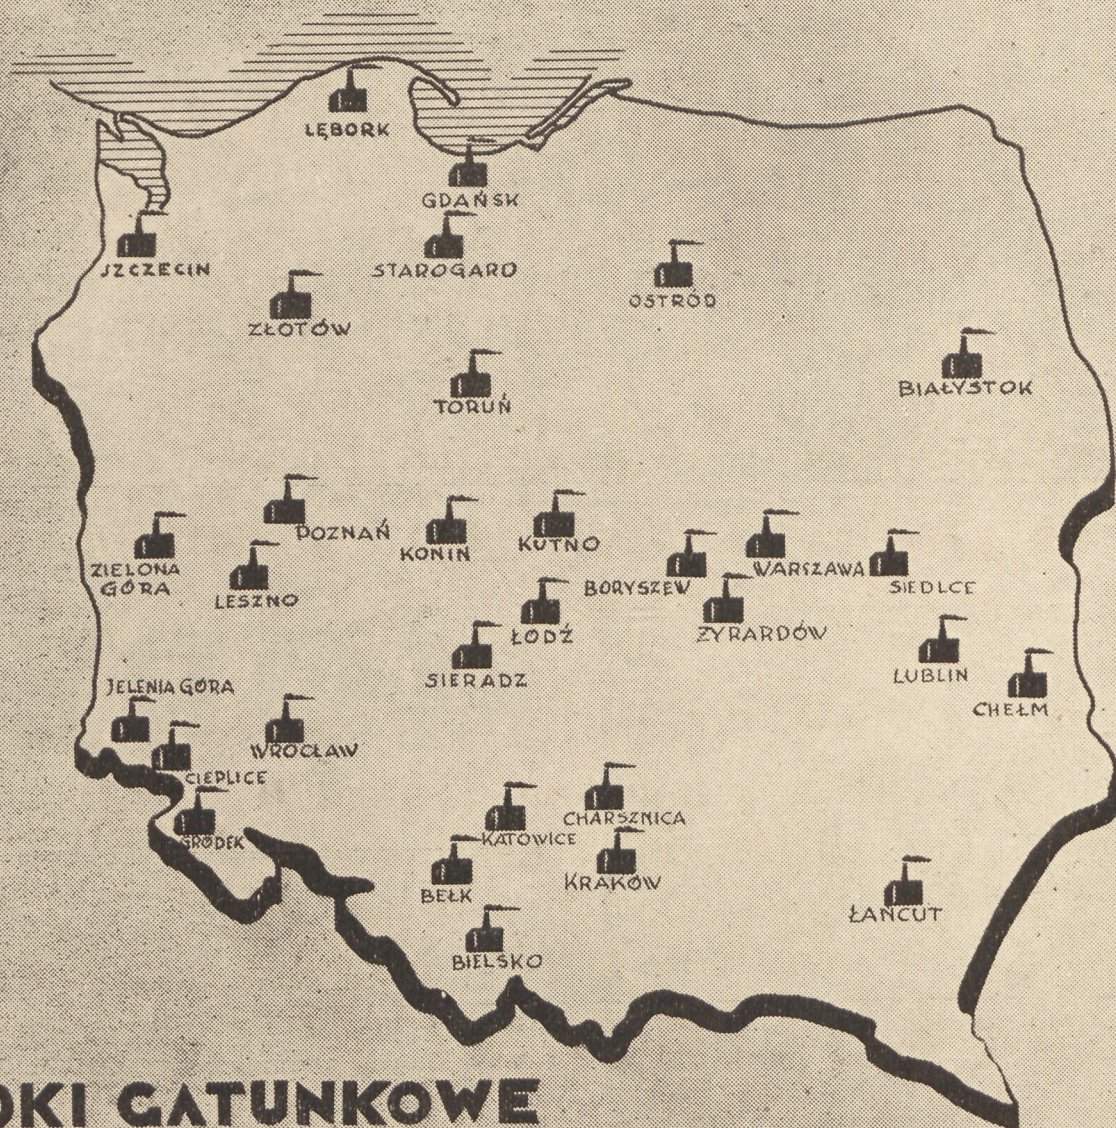 LĘBORK
GDAŃSK
SZCZECIN
STAROGARD
OSTRÓD
ZŁOTÓW
BIAŁYSTOK
TORUŃ
POZNAŃ
KONIN
KUTNO
ZIELONA
GÓRA
LESZNO
BORYSZEW
WARSZAWA
SIEDLCE
ŁÓDŹ
ŻYRARDÓW
SIERADZ
LUBLIN
CHEŁM
JELENIA GÓRA
WROCŁAW
CIEPLICE
GRÓDEK
KATOWICE
CHARSZNICA
BEŁK
KRAKÓW
ŁAŃCUT
BIELSKO
GATUNKOWE